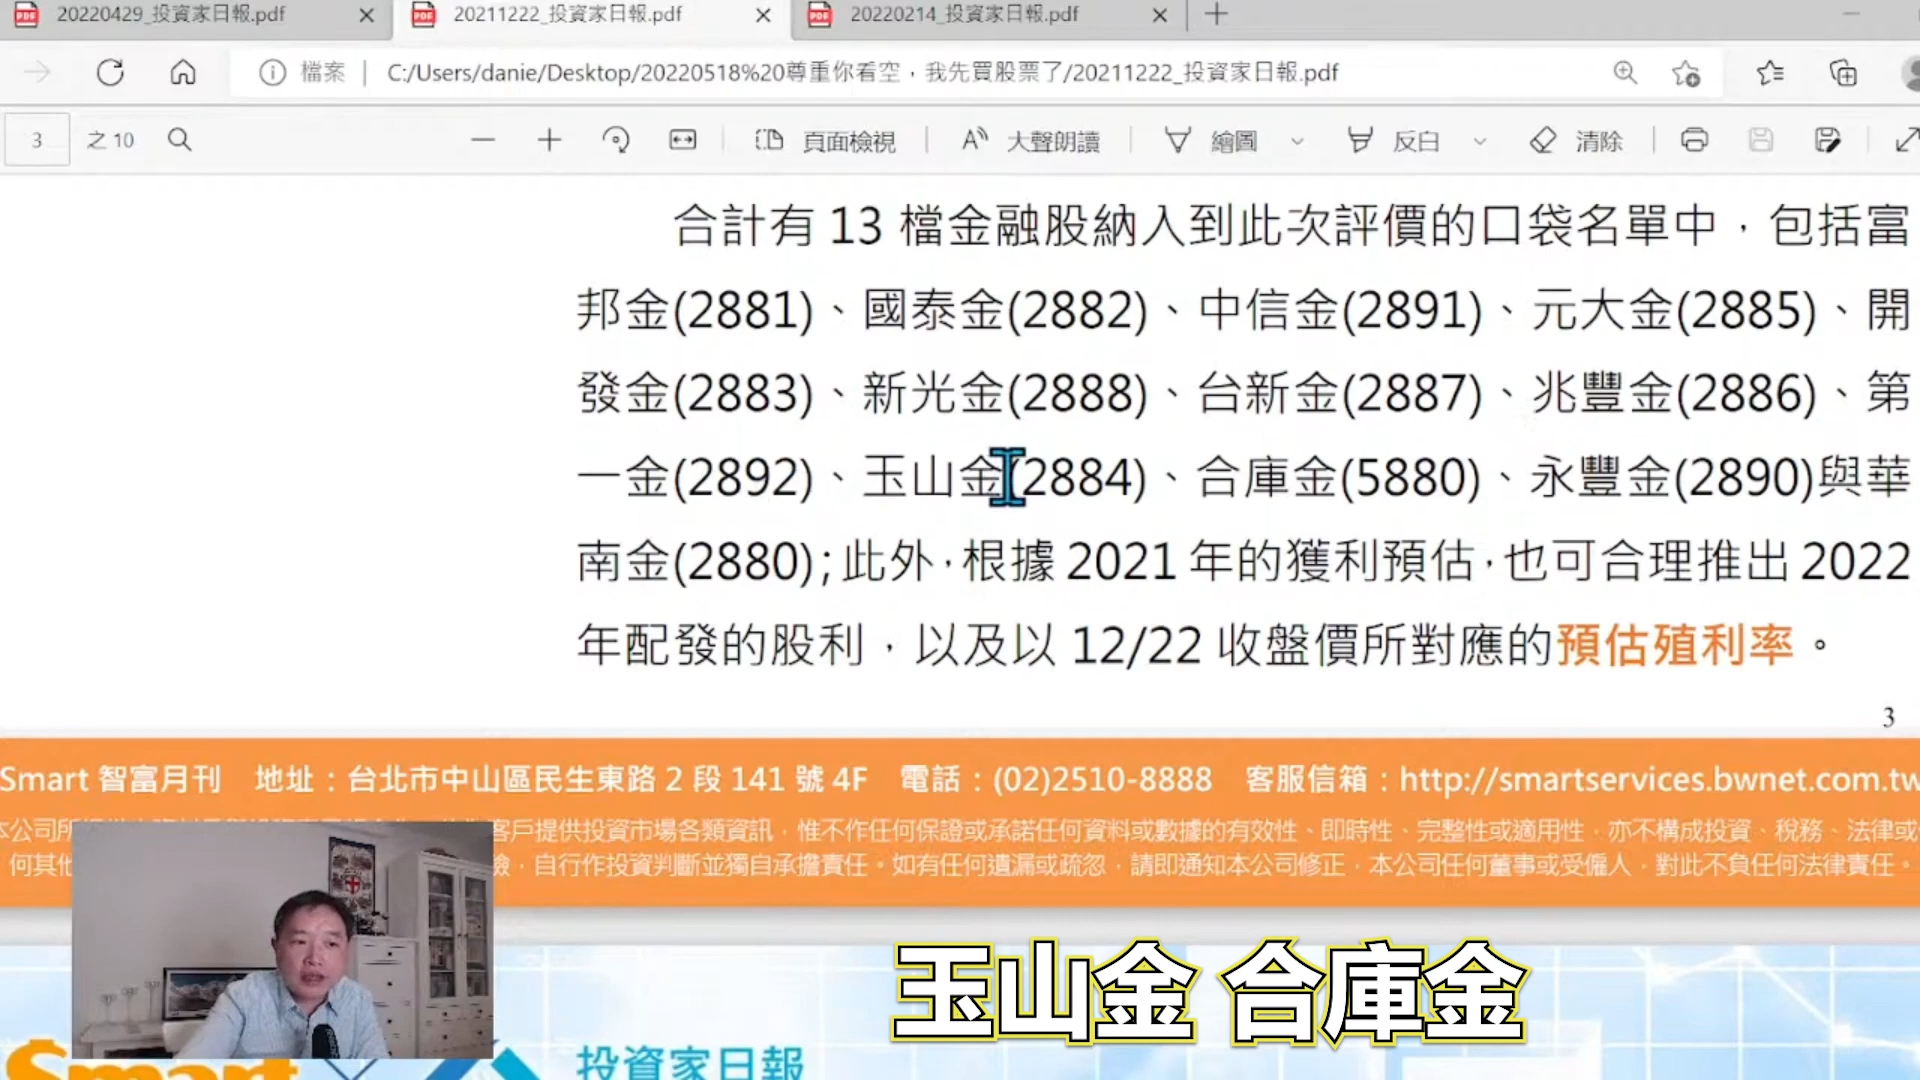 20220429_投資家日報.pdf
20211222_投資家日報.pdf
20220214_投資家日報.pdf
檔案
C:/Users/danie/Desktop/20220518%20尊重你看空，我先買股票了/20211222_投資家日報.pdf
3 之 10
頁面檢視
大聲朗讀
繪圖
反白
清除
合計有 13 檔金融股納入到此次評價的口袋名單中，包括富
邦金(2881)、國泰金(2882)、中信金(2891)、元大金(2885)、開
發金(2883)、新光金(2888)、台新金(2887)、兆豐金(2886)、第
一金(2892)、玉山金(2884)、合庫金(5880)、永豐金(2890)與華
南金(2880)；此外，根據 2021 年的獲利預估，也可合理推出 2022
年配發的股利，以及以 12/22 收盤價所對應的預估殖利率。
3
Smart 智富月刊 地址：台北市中山區民生東路 2 段 141 號 4F 電話：(02)2510-8888 客服信箱：http://smartservices.bwnet.com.tw
本公司所 客戶提供投資市場各類資訊，惟不作任何保證或承諾任何資料或數據的有效性、即時性、完整性或適用性，亦不構成投資、稅務、法律或
何其他 險，自行作投資判斷並獨自承擔責任。如有任何遺漏或疏忽，請即通知本公司修正，本公司任何董事或受僱人，對此不負任何法律責任。
玉山金 合庫金
Smart
投資家日報